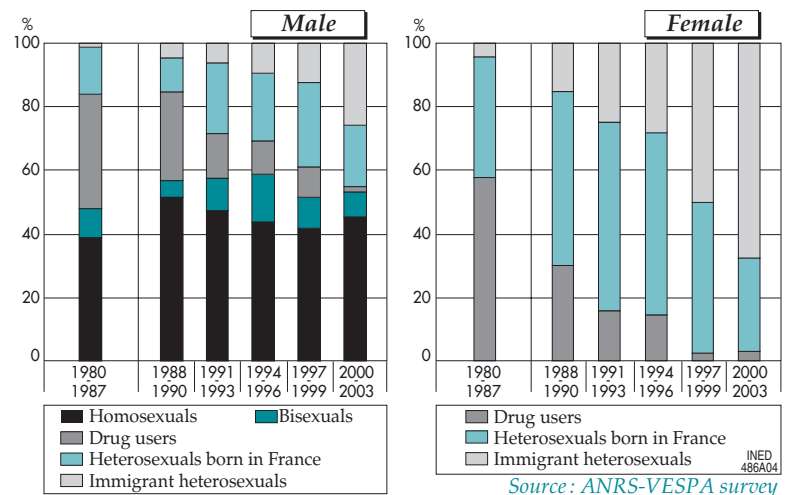 %
Male
100
80
60
40
20
0
1980 - 1987
1988 - 1990
1991 - 1993
1994 - 1996
1997 - 1999
2000 - 2003
Homosexuals
Bisexuals
Drug users
Heterosexuals born in France
Immigrant heterosexuals
%
Female
100
80
60
40
20
0
1980 - 1987
1988 - 1990
1991 - 1993
1994 - 1996
1997 - 1999
2000 - 2003
Drug users
Heterosexuals born in France
Immigrant heterosexuals
INED
486A04
Source : ANRS-VESPA survey